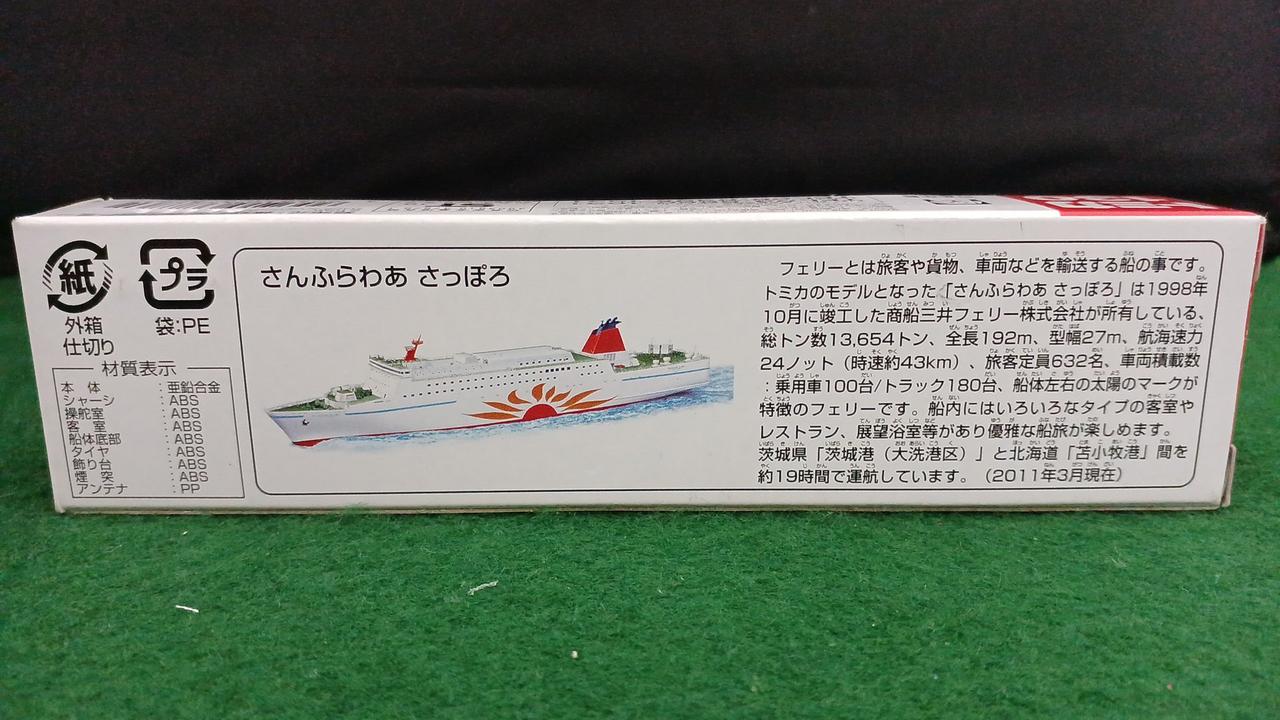 紙
外箱
仕切り
プラ
袋:PE
材質表示
本体:亜鉛合金
シャーシ:ABS
操舵室:ABS
客室:ABS
船体底部:ABS
タイヤ:ABS
飾り台:ABS
煙突:ABS
アンテナ:PP
さんふらわあ さっぽろ
フェリーとは旅客や貨物、車両などを輸送する船の事です。
トミカのモデルとなった「さんふらわあ さっぽろ」は1998年
10月に竣工した商船三井フェリー株式会社が所有している、
総トン数13,654トン、全長192m、型幅27m、航海速力
24ノット(時速約43km)、旅客定員632名、車両積載数
:乗用車100台/トラック180台、船体左右の太陽のマークが
特徴のフェリーです。船内にはいろいろなタイプの客室や
レストラン、展望浴室等があり優雅な船旅が楽しめます。
茨城県「茨城港(大洗港区)」と北海道「苫小牧港」間を
約19時間で運航しています。(2011年3月現在)